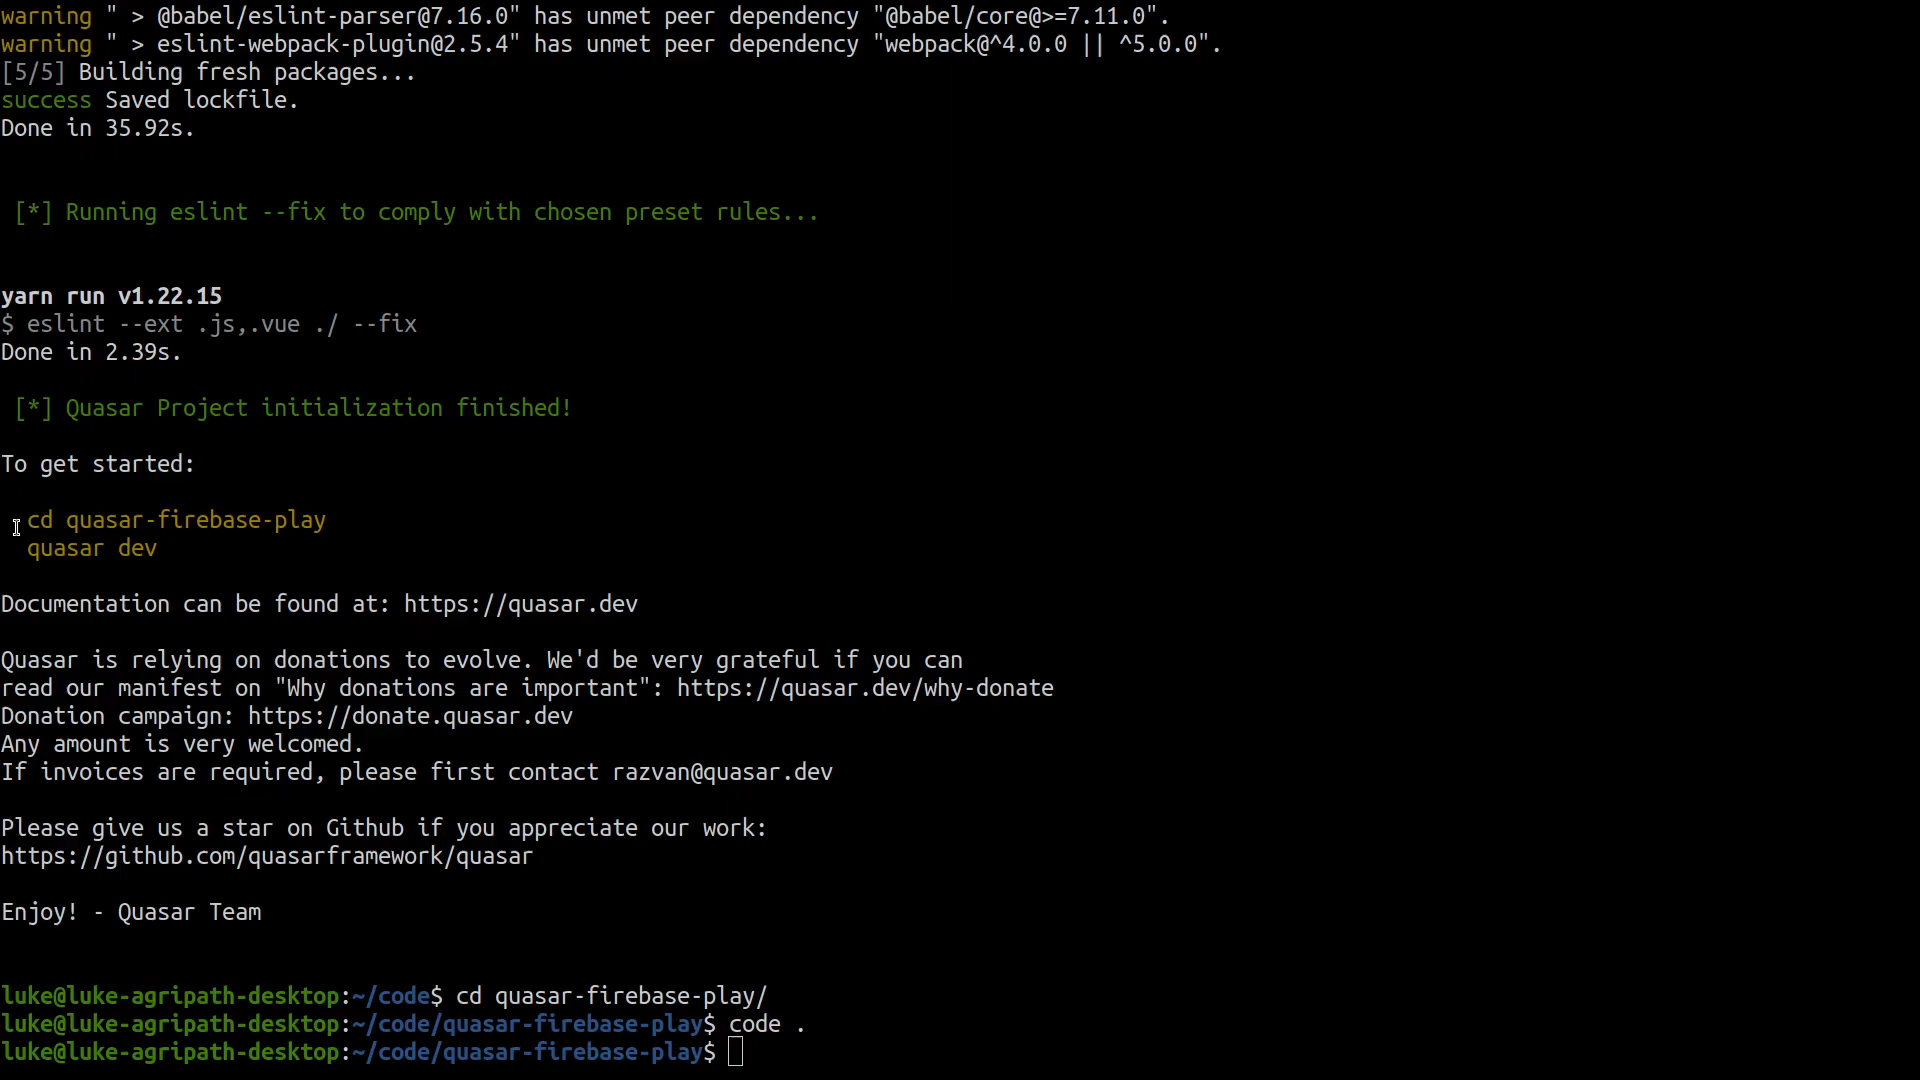 warning " > @babel/eslint-parser@7.16.0" has unmet peer dependency "@babel/core@>=7.11.0".
warning " > eslint-webpack-plugin@2.5.4" has unmet peer dependency "webpack@^4.0.0 || ^5.0.0".
[5/5] Building fresh packages...
success Saved lockfile.
Done in 35.92s.
[*] Running eslint --fix to comply with chosen preset rules...
yarn run v1.22.15
$ eslint --ext .js,.vue ./ --fix
Done in 2.39s.
[*] Quasar Project initialization finished!
To get started:
cd quasar-firebase-play
quasar dev
Documentation can be found at: https://quasar.dev
Quasar is relying on donations to evolve. We'd be very grateful if you can
read our manifest on "Why donations are important": https://quasar.dev/why-donate
Donation campaign: https://donate.quasar.dev
Any amount is very welcomed.
If invoices are required, please first contact razvan@quasar.dev
Please give us a star on Github if you appreciate our work:
https://github.com/quasarframework/quasar
Enjoy! - Quasar Team
luke@luke-agripath-desktop:~/code$ cd quasar-firebase-play/
luke@luke-agripath-desktop:~/code/quasar-firebase-play$ code .
luke@luke-agripath-desktop:~/code/quasar-firebase-play$